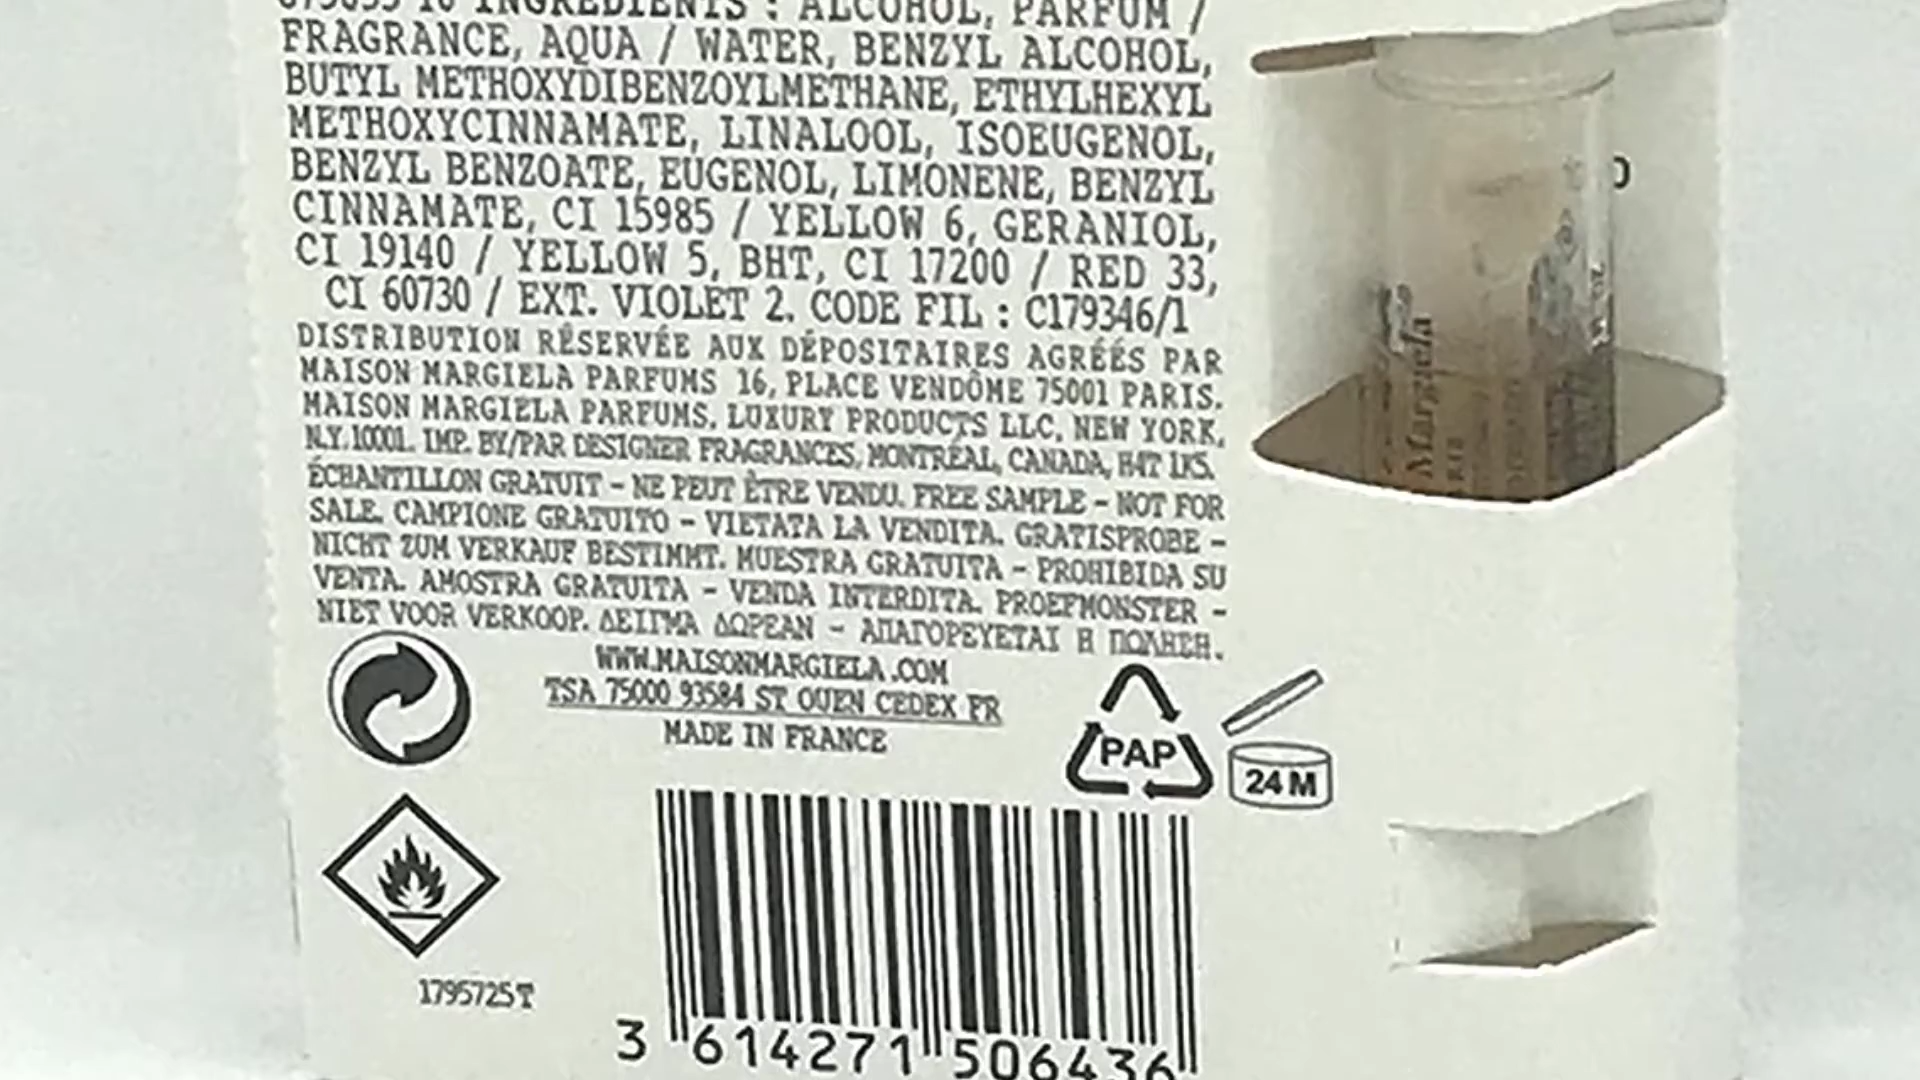 INGREDIENTS : ALCOHOL, PARFUM /
FRAGRANCE, AQUA / WATER, BENZYL ALCOHOL,
BUTYL METHOXYDIBENZOYLMETHANE, ETHYLHEXYL
METHOXYCINNAMATE, LINALOOL, ISOEUGENOL,
BENZYL BENZOATE, EUGENOL, LIMONENE, BENZYL
CINNAMATE, CI 15985 / YELLOW 6, GERANIOL,
CI 19140 / YELLOW 5, BHT, CI 17200 / RED 33,
CI 60730 / EXT. VIOLET 2. CODE FIL : C179346/1
DISTRIBUTION RÉSERVÉE AUX DÉPOSITAIRES AGRÉÉS PAR
MAISON MARGIELA PARFUMS 16, PLACE VENDÔME 75001 PARIS.
MAISON MARGIELA PARFUMS. LUXURY PRODUCTS LLC, NEW YORK,
N.Y. 10001. IMP. BY/PAR DESIGNER FRAGRANCES, MONTRÉAL, CANADA, H4T 1K5.
ÉCHANTILLON GRATUIT – NE PEUT ÊTRE VENDU. FREE SAMPLE – NOT FOR
SALE. CAMPIONE GRATUITO – VIETATA LA VENDITA. GRATISPROBE –
NICHT ZUM VERKAUF BESTIMMT. MUESTRA GRATUITA – PROHIBIDA SU
VENTA. AMOSTRA GRATUITA – VENDA INTERDITA. PROEFMONSTER –
NIET VOOR VERKOOP. ΔΕΙΓΜΑ ΔΩΡΕΑΝ – ΑΠΑΓΟΡΕΥΕΤΑΙ Η ΠΩΛΗΣΗ.
WWW.MAISONMARGIELA.COM
TSA 75000 93584 ST OUEN CEDEX FR
MADE IN FRANCE
PAP
24 M
1795725T
3 614271 506436
Margiela